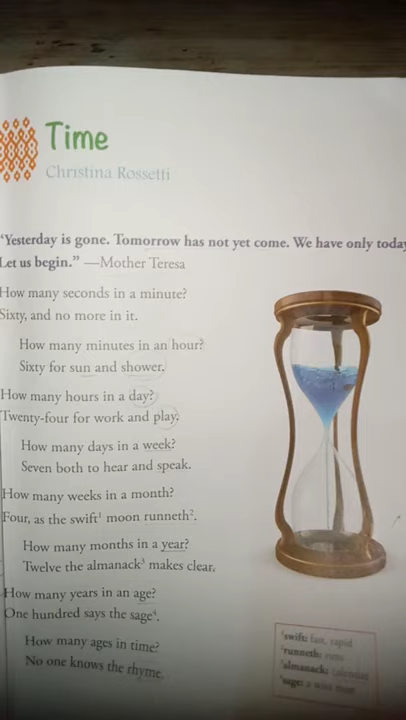 Time
Christina Rossetti
"Yesterday is gone. Tomorrow has not yet come. We have only today
Let us begin." —Mother Teresa
How many seconds in a minute?
Sixty, and no more in it.
How many minutes in an hour?
Sixty for sun and shower.
How many hours in a day?
Twenty-four for work and play.
How many days in a week?
Seven both to hear and speak.
How many weeks in a month?
Four, as the swift¹ moon runneth².
How many months in a year?
Twelve the almanack³ makes clear.
How many years in an age?
One hundred says the sage⁴.
How many ages in time?
No one knows the rhyme.
¹swift: fast, rapid
²runneth: runs
³almanack: calendar
⁴sage: a wise man